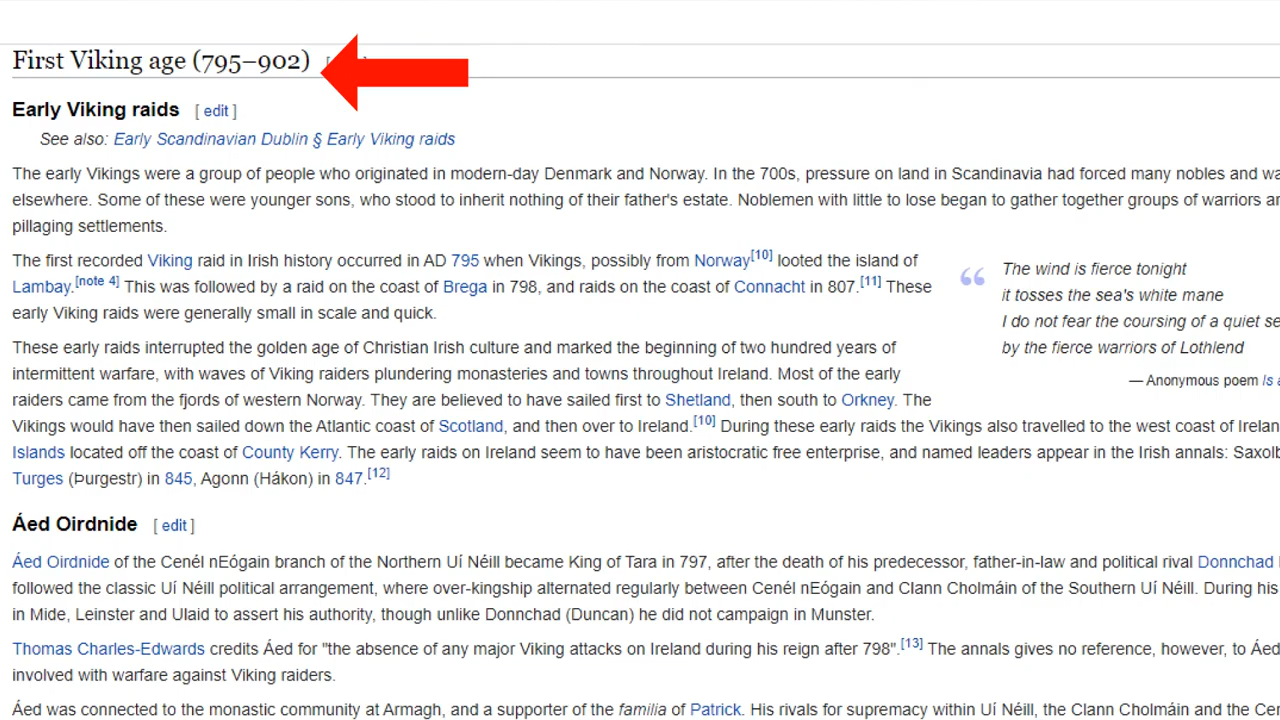 First Viking age (795–902)
Early Viking raids [ edit ]
See also: Early Scandinavian Dublin § Early Viking raids
The early Vikings were a group of people who originated in modern-day Denmark and Norway. In the 700s, pressure on land in Scandinavia had forced many nobles and
elsewhere. Some of these were younger sons, who stood to inherit nothing of their father's estate. Noblemen with little to lose began to gather together groups of warriors
pillaging settlements.
The first recorded Viking raid in Irish history occurred in AD 795 when Vikings, possibly from Norway[10] looted the island of
Lambay.[note 4] This was followed by a raid on the coast of Brega in 798, and raids on the coast of Connacht in 807.[11] These
early Viking raids were generally small in scale and quick.
“ The wind is fierce tonight
it tosses the sea's white mane
I do not fear the coursing of a quiet
by the fierce warriors of Lothlend
— Anonymous poem Is
These early raids interrupted the golden age of Christian Irish culture and marked the beginning of two hundred years of
intermittent warfare, with waves of Viking raiders plundering monasteries and towns throughout Ireland. Most of the early
raiders came from the fjords of western Norway. They are believed to have sailed first to Shetland, then south to Orkney. The
Vikings would have then sailed down the Atlantic coast of Scotland, and then over to Ireland.[10] During these early raids the Vikings also travelled to the west coast of
Islands located off the coast of County Kerry. The early raids on Ireland seem to have been aristocratic free enterprise, and named leaders appear in the Irish annals:
Turges (Þurgestr) in 845, Agonn (Hákon) in 847.[12]
Áed Oirdnide [ edit ]
Áed Oirdnide of the Cenél nEógain branch of the Northern Uí Néill became King of Tara in 797, after the death of his predecessor, father-in-law and political rival Donnchad
followed the classic Uí Néill political arrangement, where over-kingship alternated regularly between Cenél nEógain and Clann Cholmáin of the Southern Uí Néill. During his
in Mide, Leinster and Ulaid to assert his authority, though unlike Donnchad (Duncan) he did not campaign in Munster.
Thomas Charles-Edwards credits Áed for "the absence of any major Viking attacks on Ireland during his reign after 798".[13] The annals gives no reference, however, to Áed
involved with warfare against Viking raiders.
Áed was connected to the monastic community at Armagh, and a supporter of the familia of Patrick. His rivals for supremacy within Uí Néill, the Clann Cholmáin and the